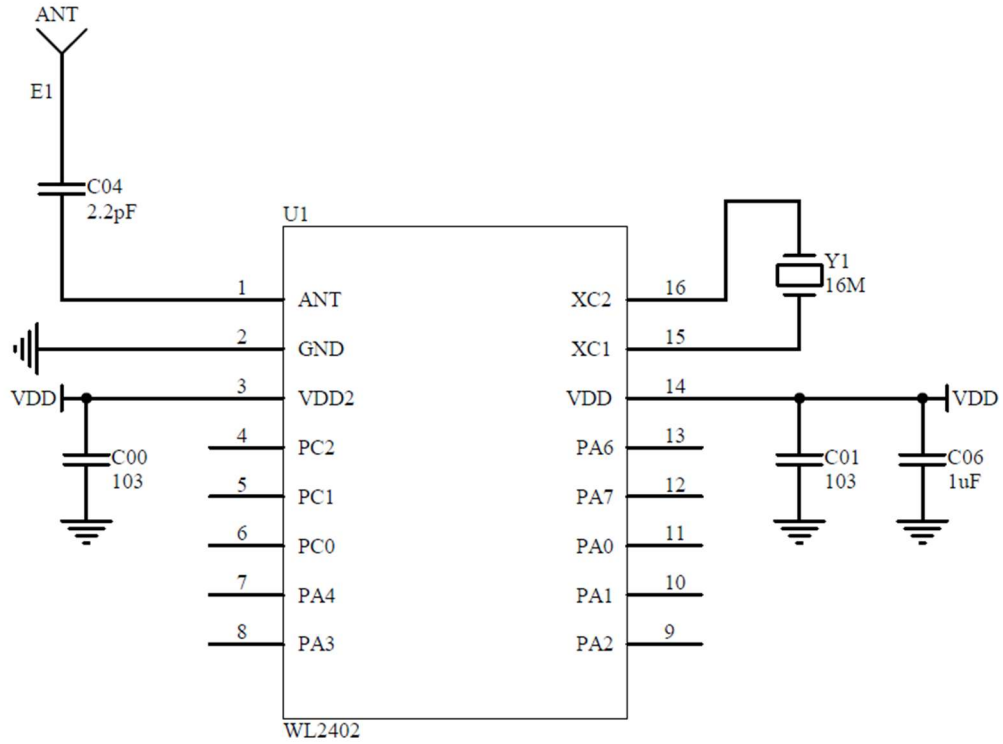 ANT
E1
C04
2.2pF
U1
1 ANT
2 GND
VDD 3 VDD2
4 PC2
C00
103
5 PC1
6 PC0
7 PA4
8 PA3
XC2 16
Y1
16M
XC1 15
VDD 14 VDD
PA6 13
C01
103
C06
1uF
PA7 12
PA0 11
PA1 10
PA2 9
WL2402